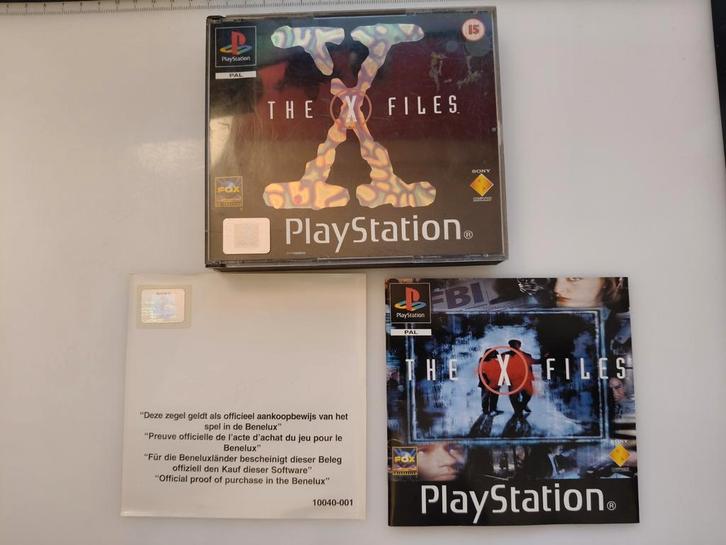 PlayStation
PAL
15
THE X FILES
FOX
SONY
PlayStation®
"Deze zegel geldt als officieel aankoopbewijs van het
spel in de Benelux"
"Preuve officielle de l'acte d'achat du jeu pour le
Benelux"
"Für die Beneluxländer bescheinigt dieser Beleg
offiziell den Kauf dieser Software"
"Official proof of purchase in the Benelux"
10040-001
FBI
PlayStation
PAL
THE X FILES
FOX
SONY
PlayStation®